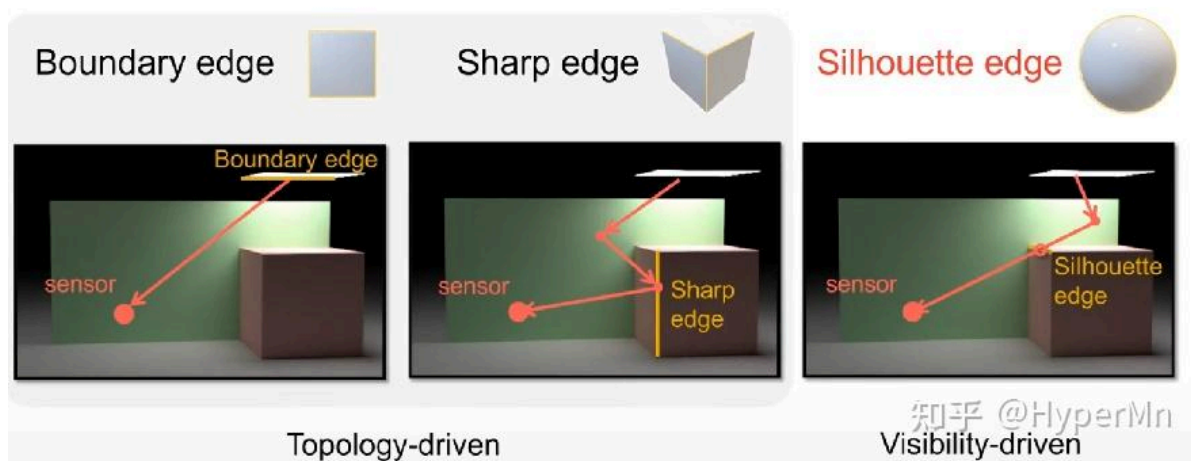 Boundary edge
Sharp edge
Silhouette edge
Boundary edge
sensor
sensor
Sharp
edge
sensor
Silhouette
edge
知乎 @HyperMn
Topology-driven
Visibility-driven